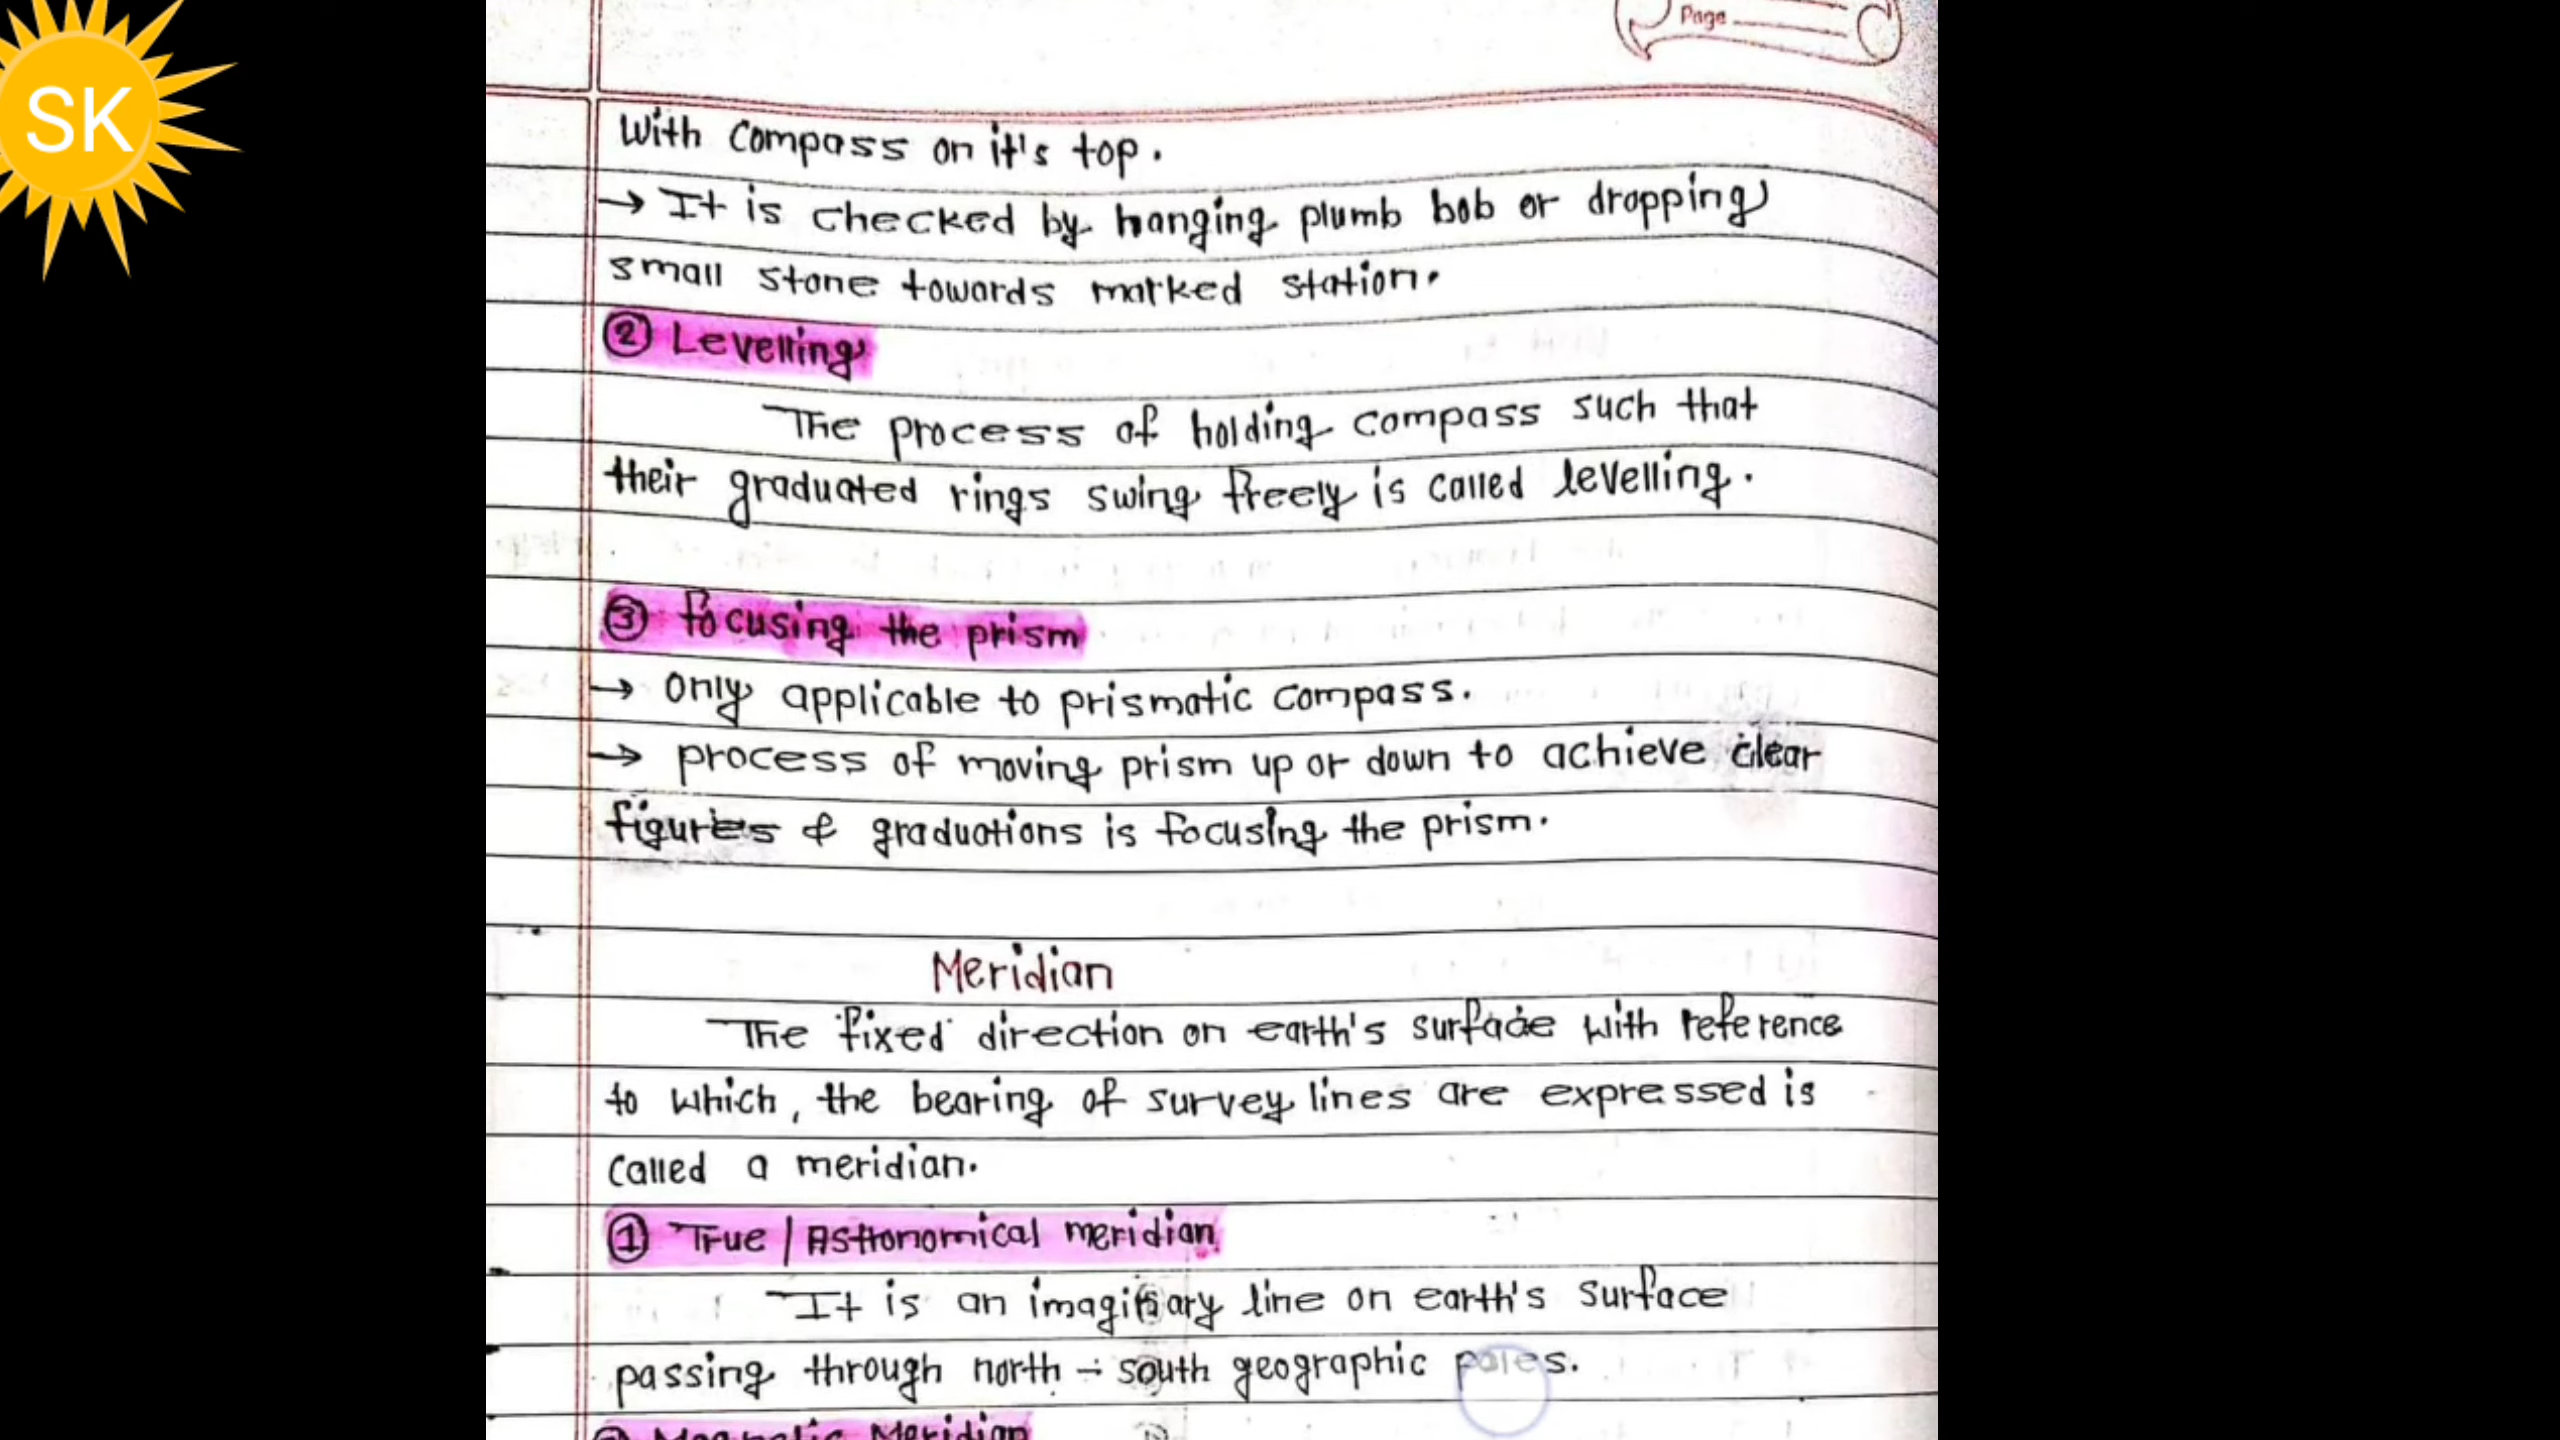 SK
Page
With Compass on it's top.
→ It is checked by hanging plumb bob or dropping
small stone towards marked station.
② Levelling
The process of holding compass such that
their graduated rings swing freely is called levelling.
③ focusing the prism
→ only applicable to prismatic compass.
→ process of moving prism up or down to achieve clear
figures & graduations is focusing the prism.
Meridian
The fixed direction on earth's surface with reference
to which, the bearing of survey lines are expressed is
called a meridian.
① True / Astronomical meridian
It is an imaginary line on earth's surface
passing through north - south geographic poles.
② Magnetic Meridian